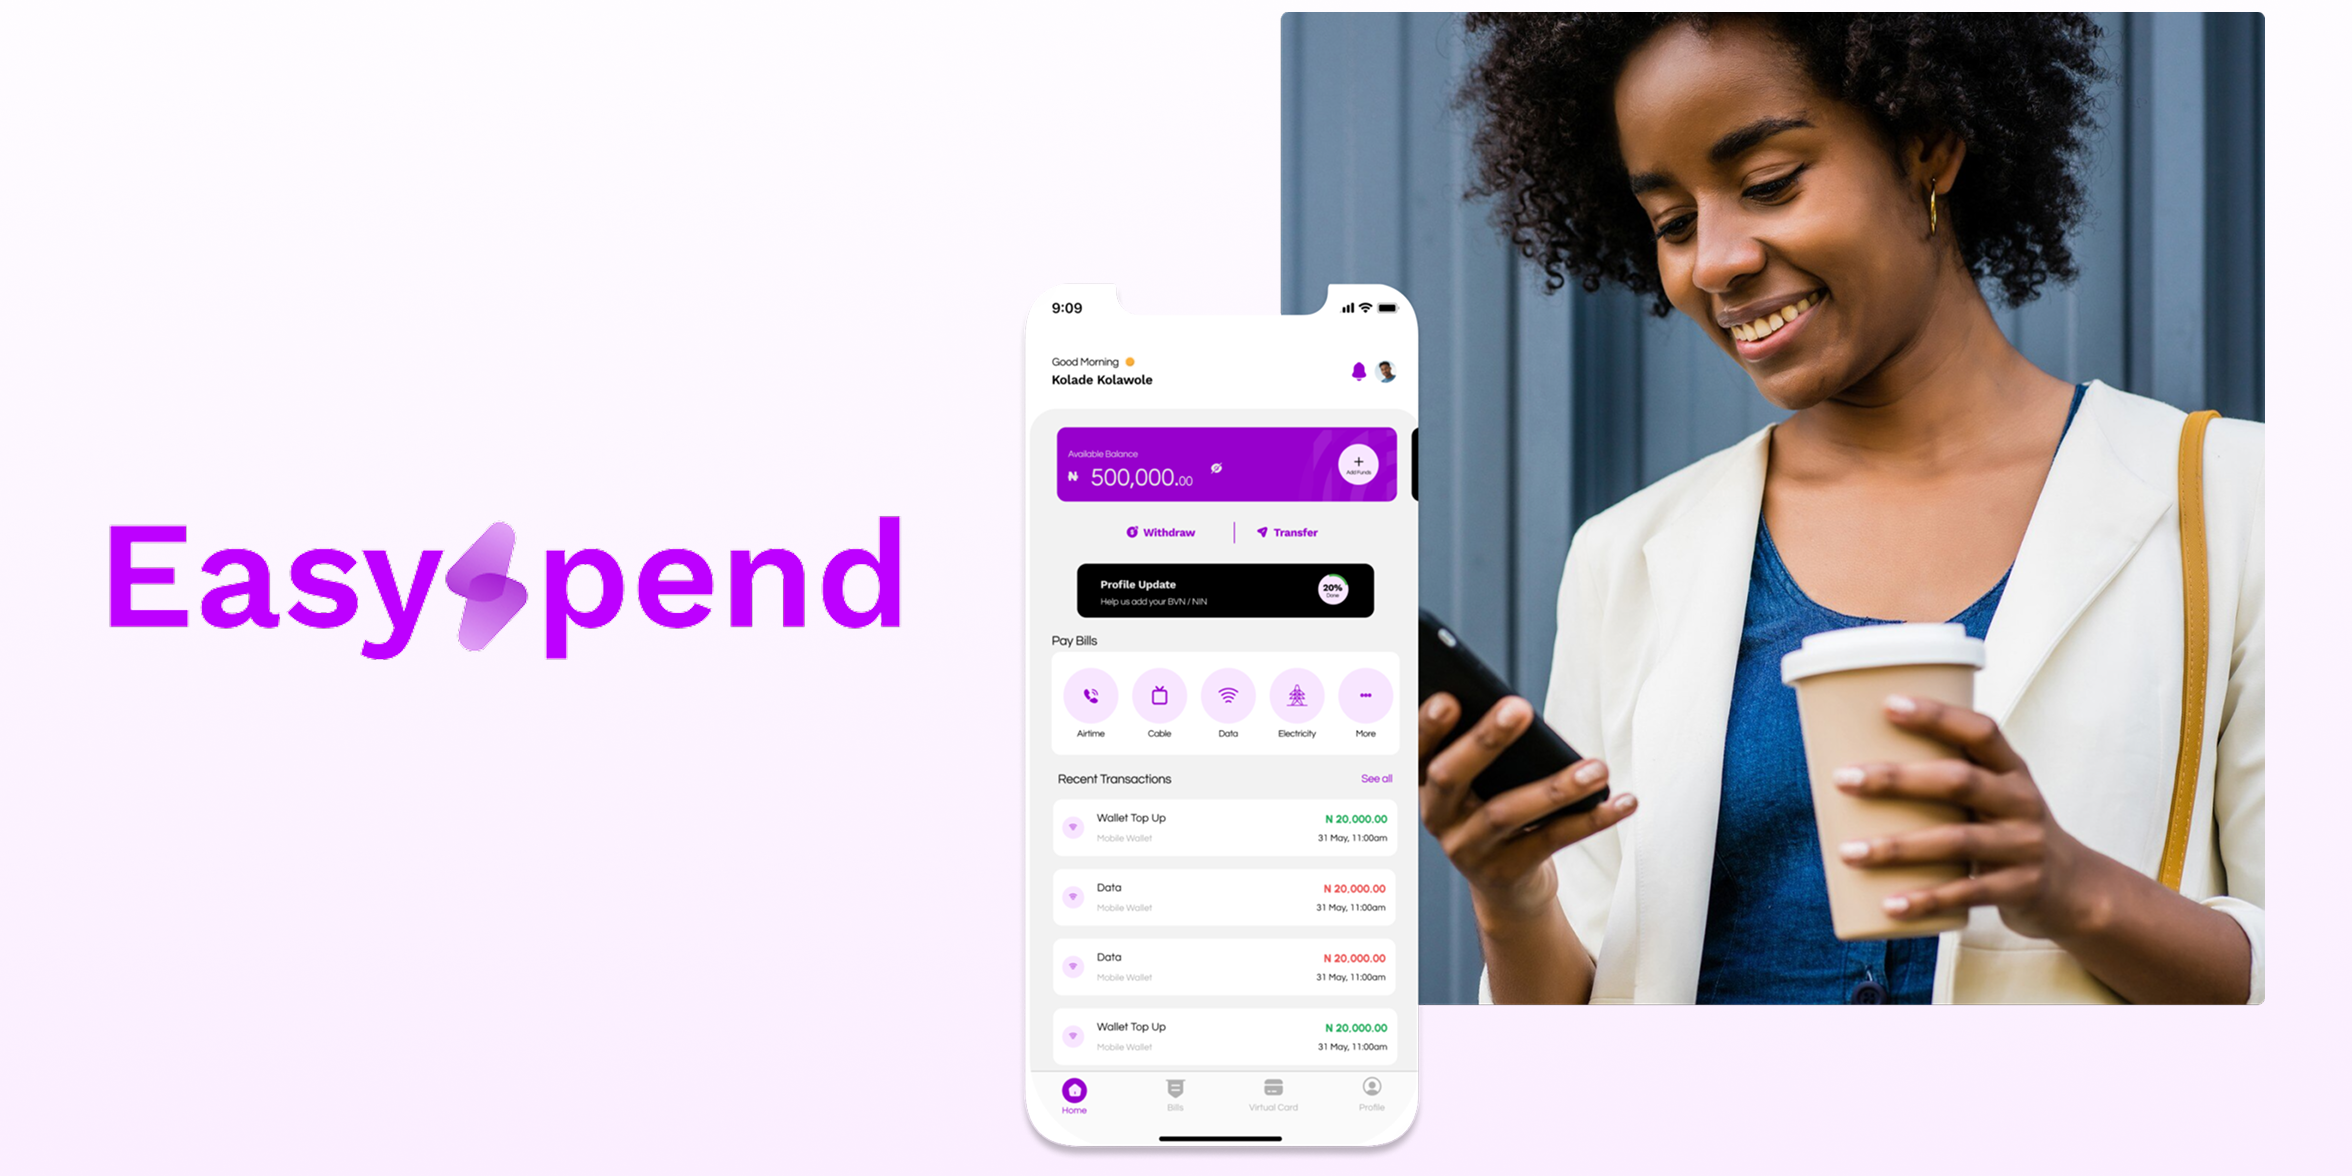 EasySpend
9:09
Good Morning
Kolade Kolawole
Available Balance
₦ 500,000.00
Add Funds
Withdraw
Transfer
Profile Update
Help us add your BVN / NIN
20%
Done
Pay Bills
Airtime
Cable
Data
Electricity
More
Recent Transactions
See all
Wallet Top Up
N 20,000.00
Mobile Wallet
31 May, 11:00am
Data
N 20,000.00
Mobile Wallet
31 May, 11:00am
Data
N 20,000.00
Mobile Wallet
31 May, 11:00am
Wallet Top Up
N 20,000.00
Mobile Wallet
31 May, 11:00am
Home
Bills
Virtual Card
Profile